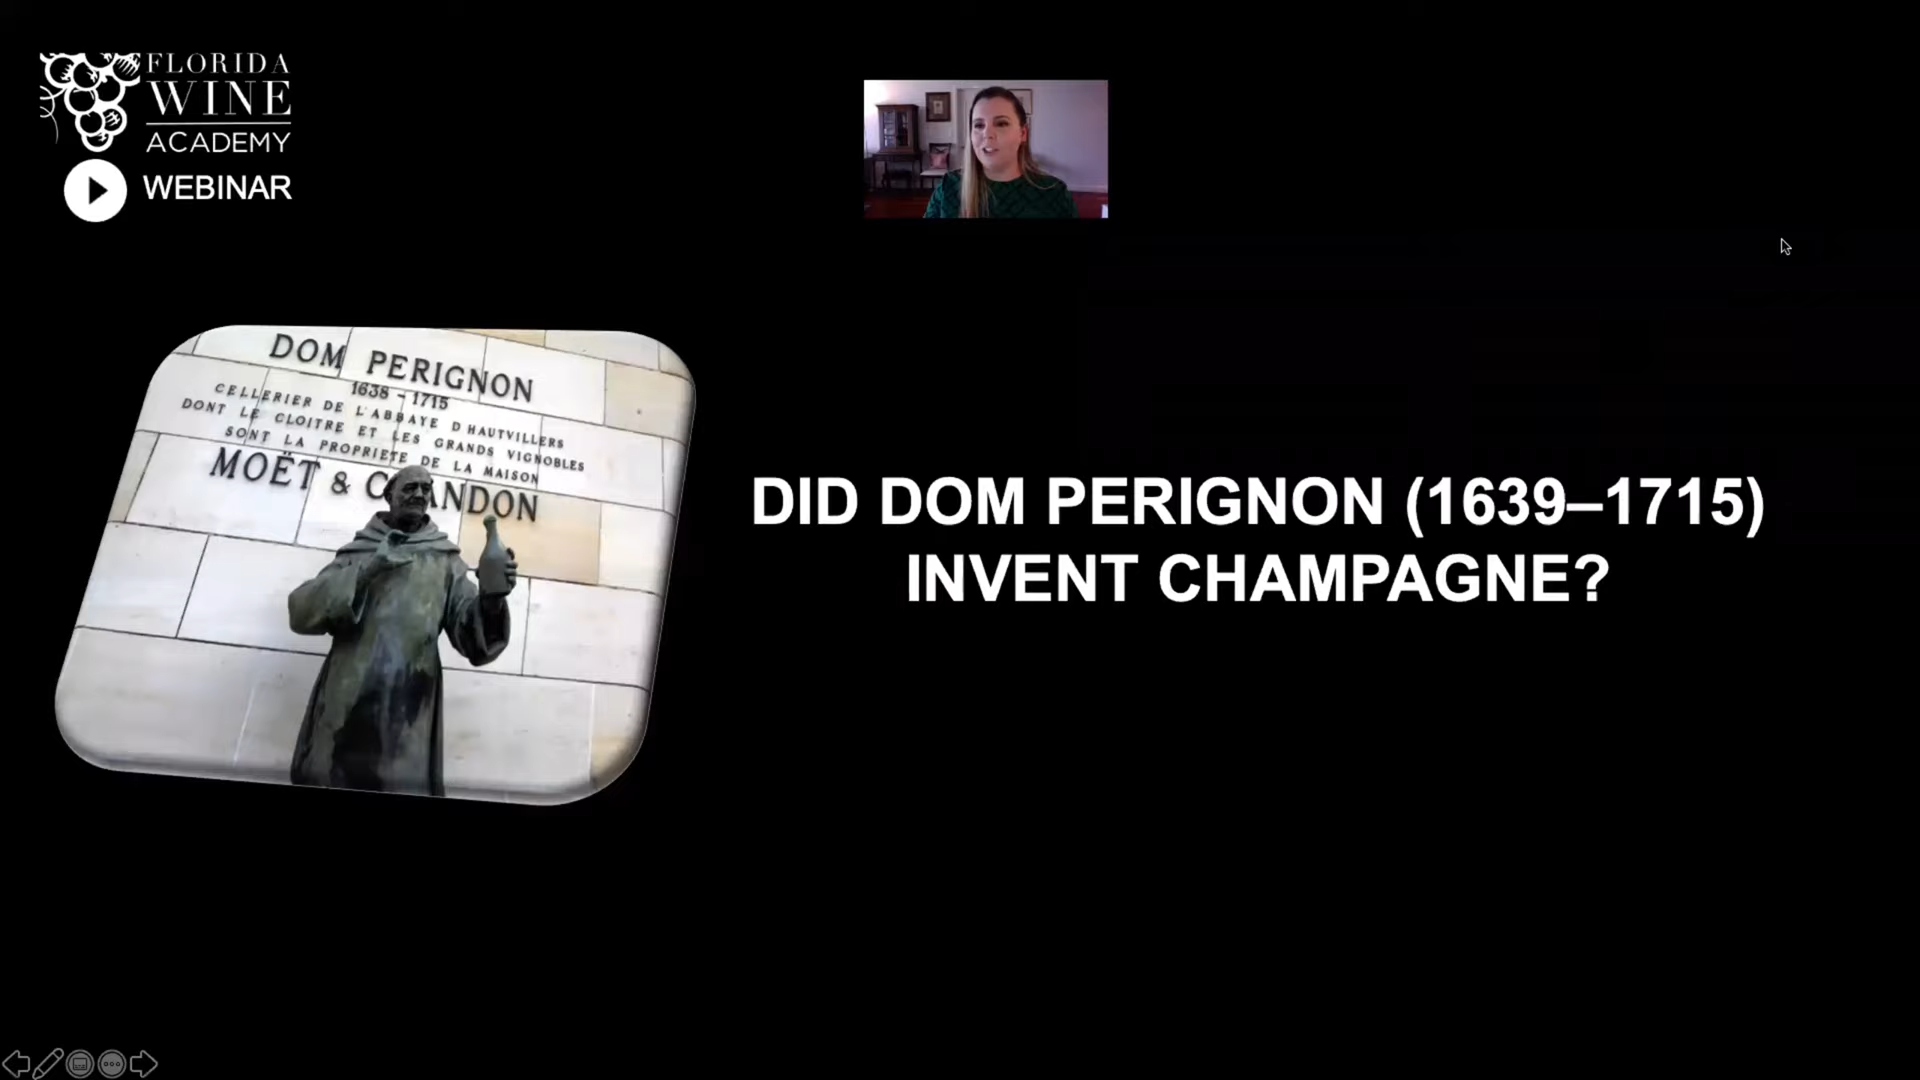 FLORIDA
WINE
ACADEMY
WEBINAR
DOM PERIGNON
1638 - 1715
CELLERIER DE L'ABBAYE D HAUTVILLERS
DONT LE CLOITRE ET LES GRANDS VIGNOBLES
SONT LA PROPRIETE DE LA MAISON
MOËT & C ANDON
DID DOM PERIGNON (1639–1715)
INVENT CHAMPAGNE?